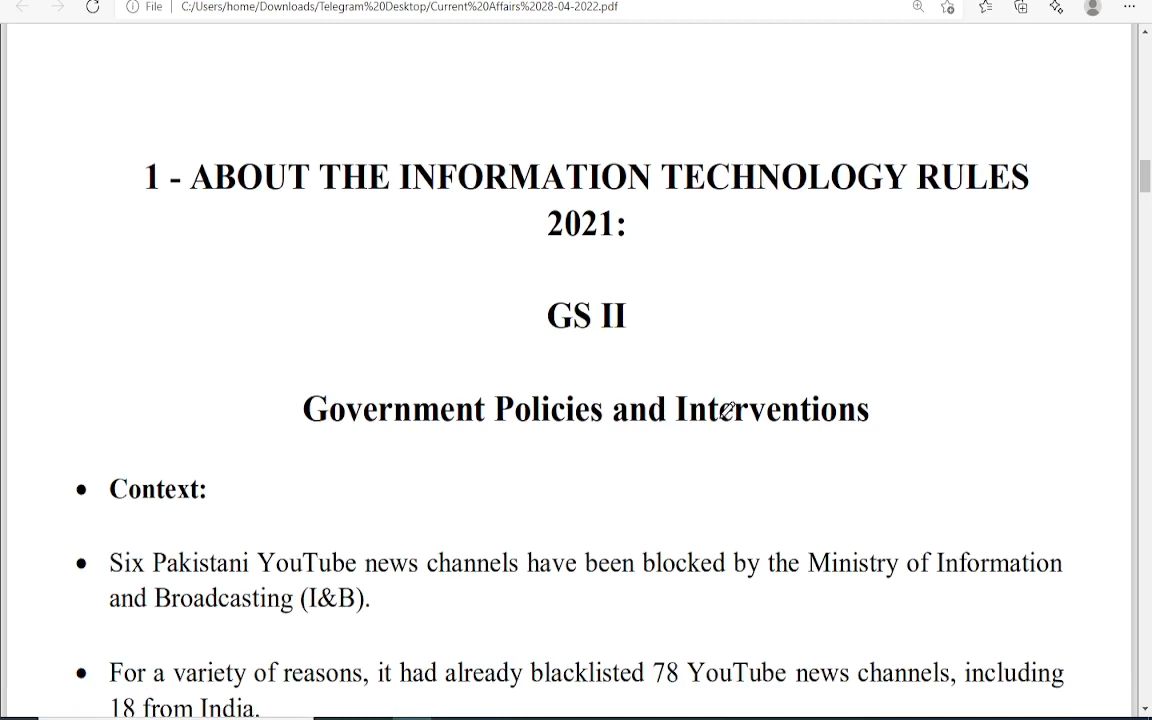 File | C:/Users/home/Downloads/Telegram%20Desktop/Current%20Affairs%2028-04-2022.pdf
1 - ABOUT THE INFORMATION TECHNOLOGY RULES
2021:
GS II
Government Policies and Interventions
• Context:
• Six Pakistani YouTube news channels have been blocked by the Ministry of Information
and Broadcasting (I&B).
• For a variety of reasons, it had already blacklisted 78 YouTube news channels, including
18 from India.